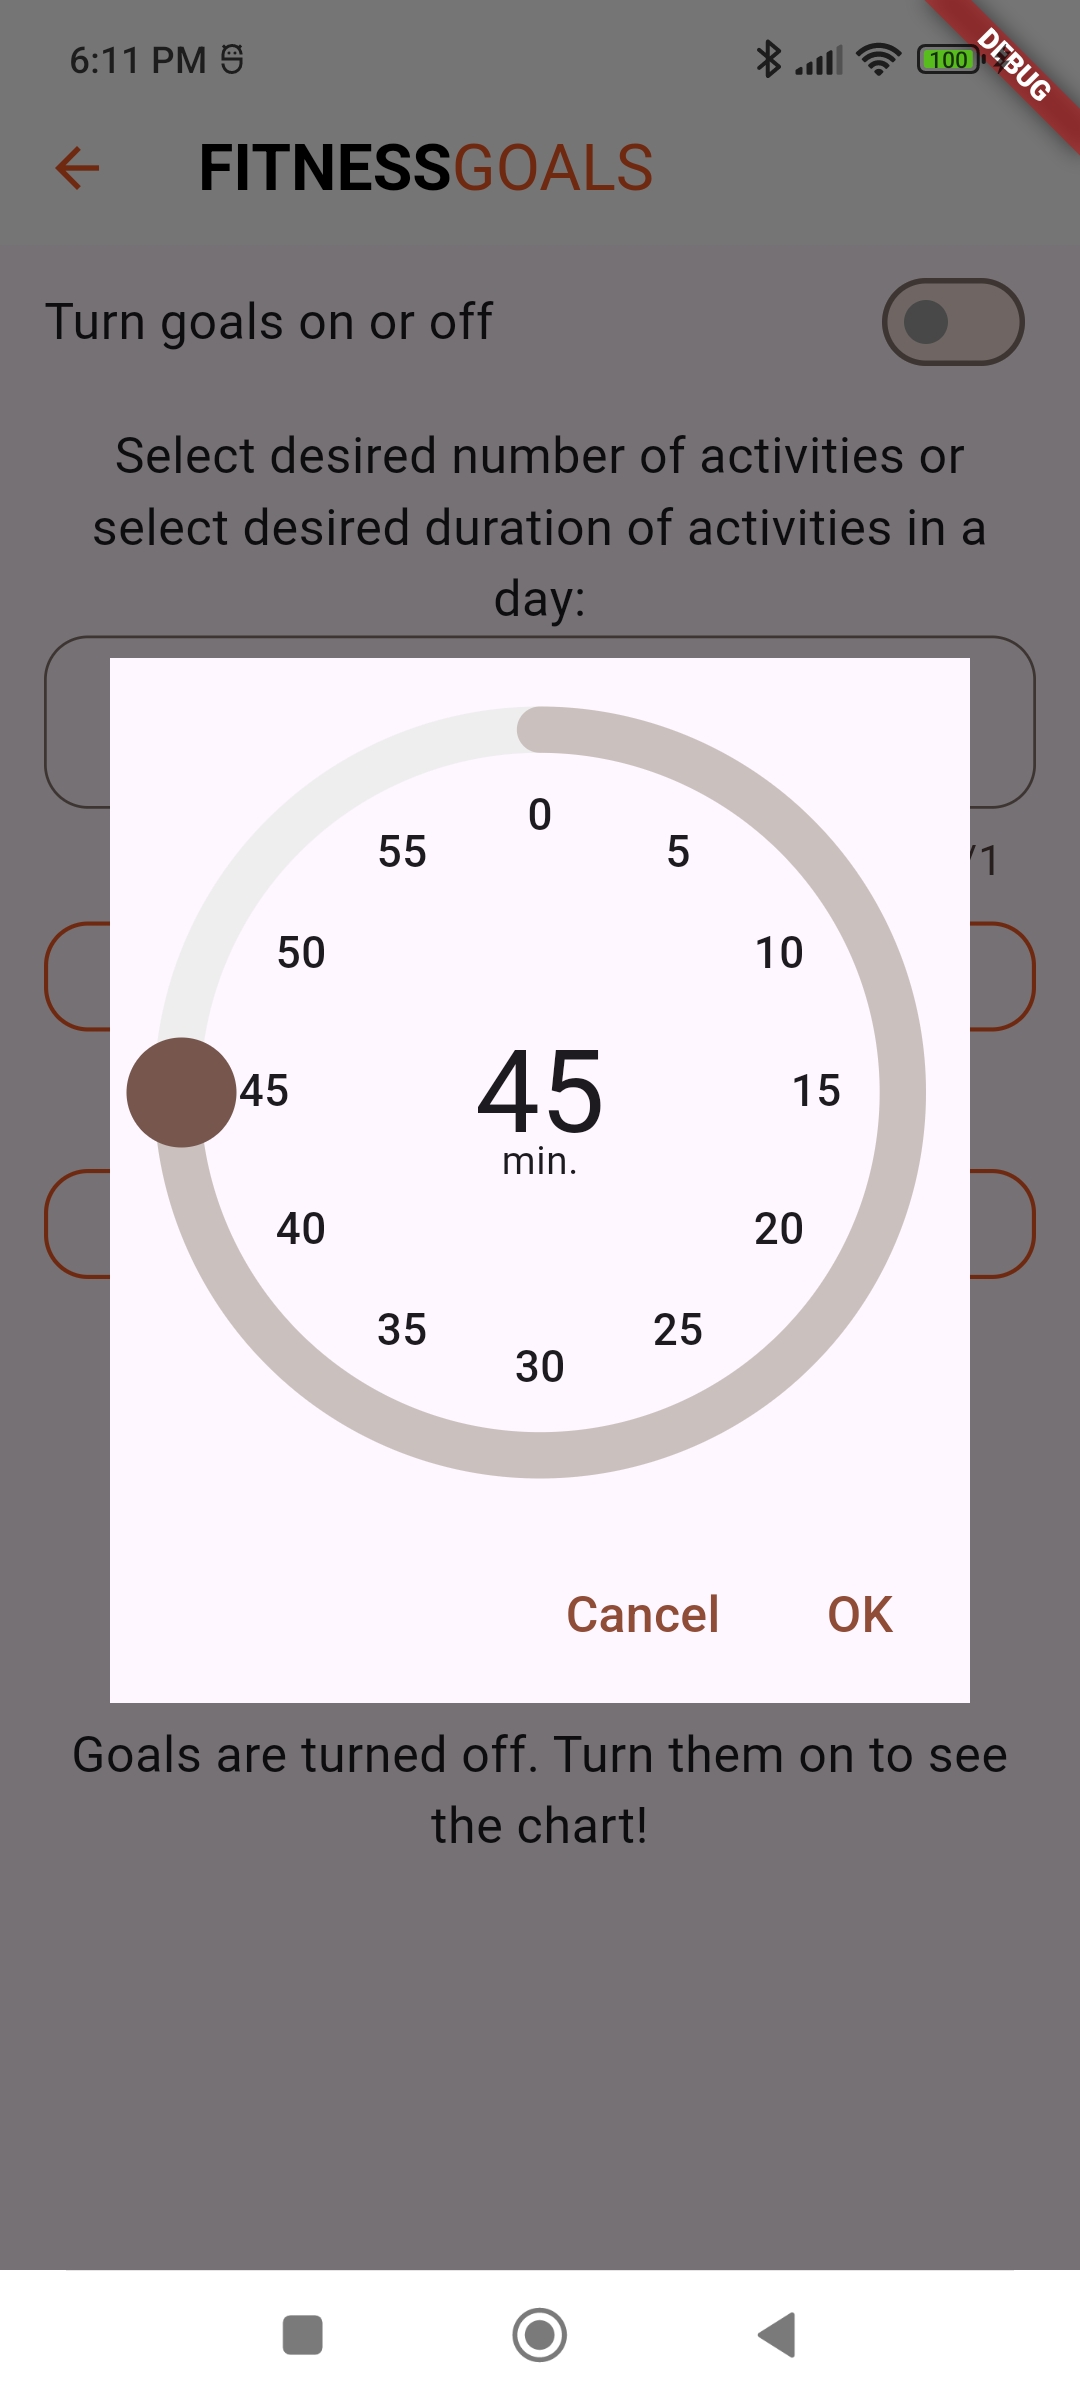 6:11 PM
100
DEBUG
FITNESSGOALS
Turn goals on or off
Select desired number of activities or
select desired duration of activities in a
day:
/1
0
5
10
15
20
25
30
35
40
45
50
55
45
min.
Cancel
OK
Goals are turned off. Turn them on to see
the chart!